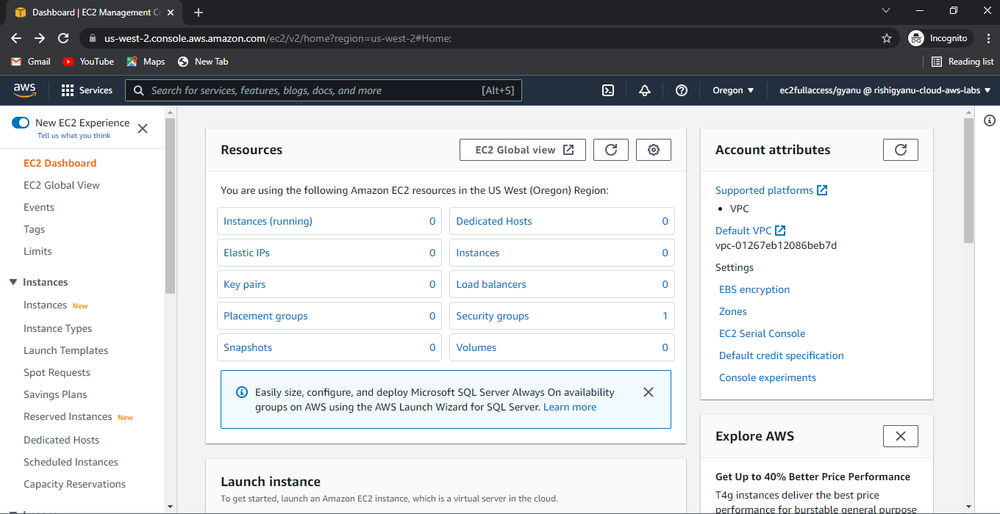 Dashboard | EC2 Management Co
us-west-2.console.aws.amazon.com/ec2/v2/home?region=us-west-2#Home:
Incognito
Gmail YouTube Maps New Tab Reading list
aws Services Search for services, features, blogs, docs, and more [Alt+S] Oregon ec2fullaccess/gyanu @ rishigyanu-cloud-aws-labs
New EC2 Experience
Tell us what you think
EC2 Dashboard
EC2 Global View
Events
Tags
Limits
Instances
Instances New
Instance Types
Launch Templates
Spot Requests
Savings Plans
Reserved Instances New
Dedicated Hosts
Scheduled Instances
Capacity Reservations
Resources
EC2 Global view
You are using the following Amazon EC2 resources in the US West (Oregon) Region:
Instances (running) 0 Dedicated Hosts 0
Elastic IPs 0 Instances 0
Key pairs 0 Load balancers 0
Placement groups 0 Security groups 1
Snapshots 0 Volumes 0
Easily size, configure, and deploy Microsoft SQL Server Always On availability
groups on AWS using the AWS Launch Wizard for SQL Server. Learn more
Launch instance
To get started, launch an Amazon EC2 instance, which is a virtual server in the cloud.
Account attributes
Supported platforms
• VPC
Default VPC
vpc-01267eb12086beb7d
Settings
EBS encryption
Zones
EC2 Serial Console
Default credit specification
Console experiments
Explore AWS
Get Up to 40% Better Price Performance
T4g instances deliver the best price
performance for burstable general purpose